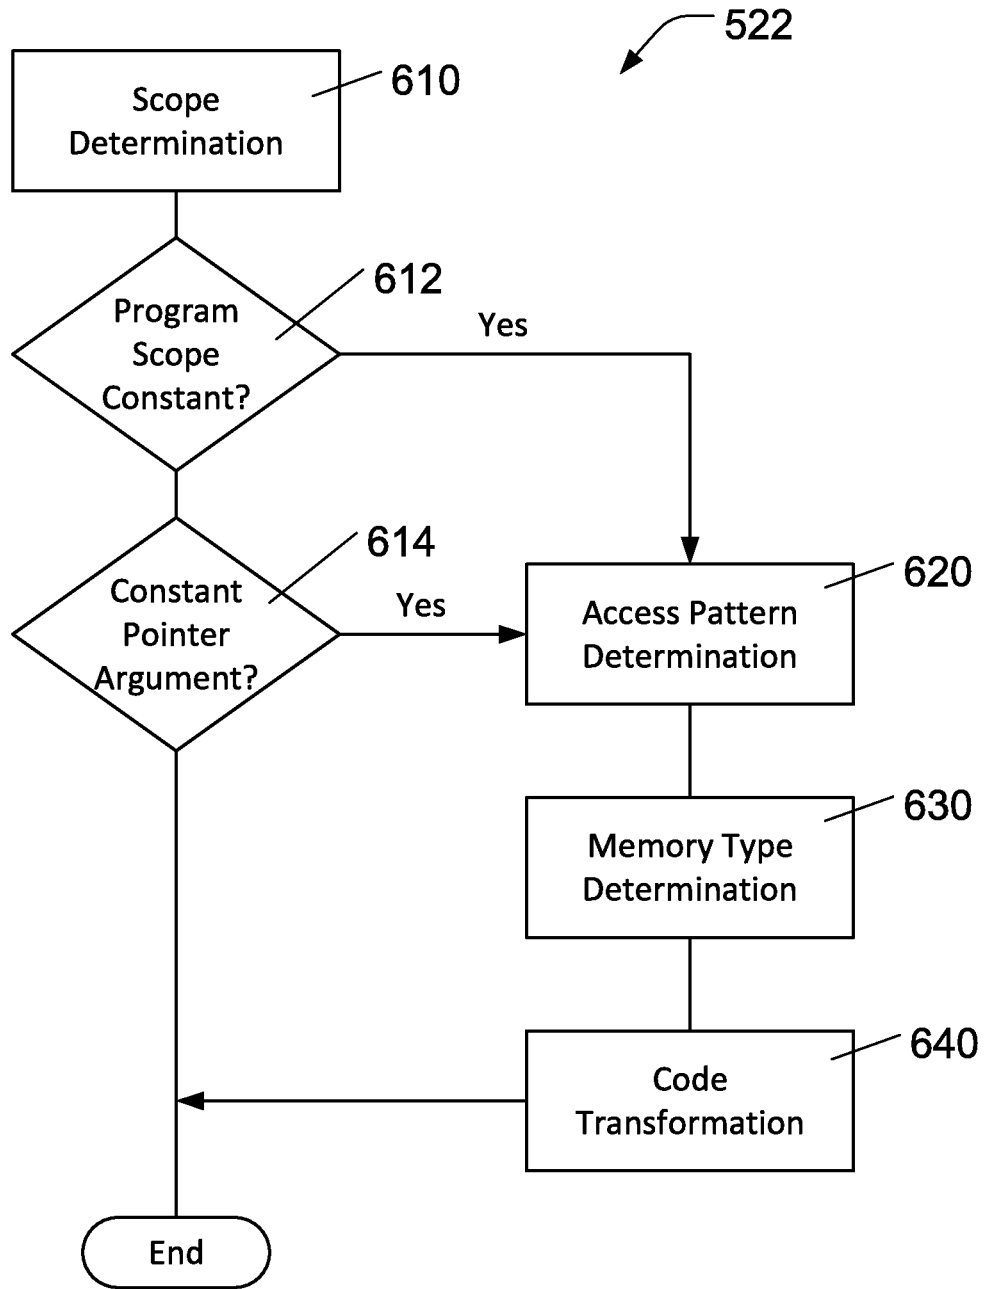 522
610
Scope
Determination
612
Program
Scope
Constant?
Yes
614
Constant
Pointer
Argument?
Yes
620
Access Pattern
Determination
630
Memory Type
Determination
640
Code
Transformation
End